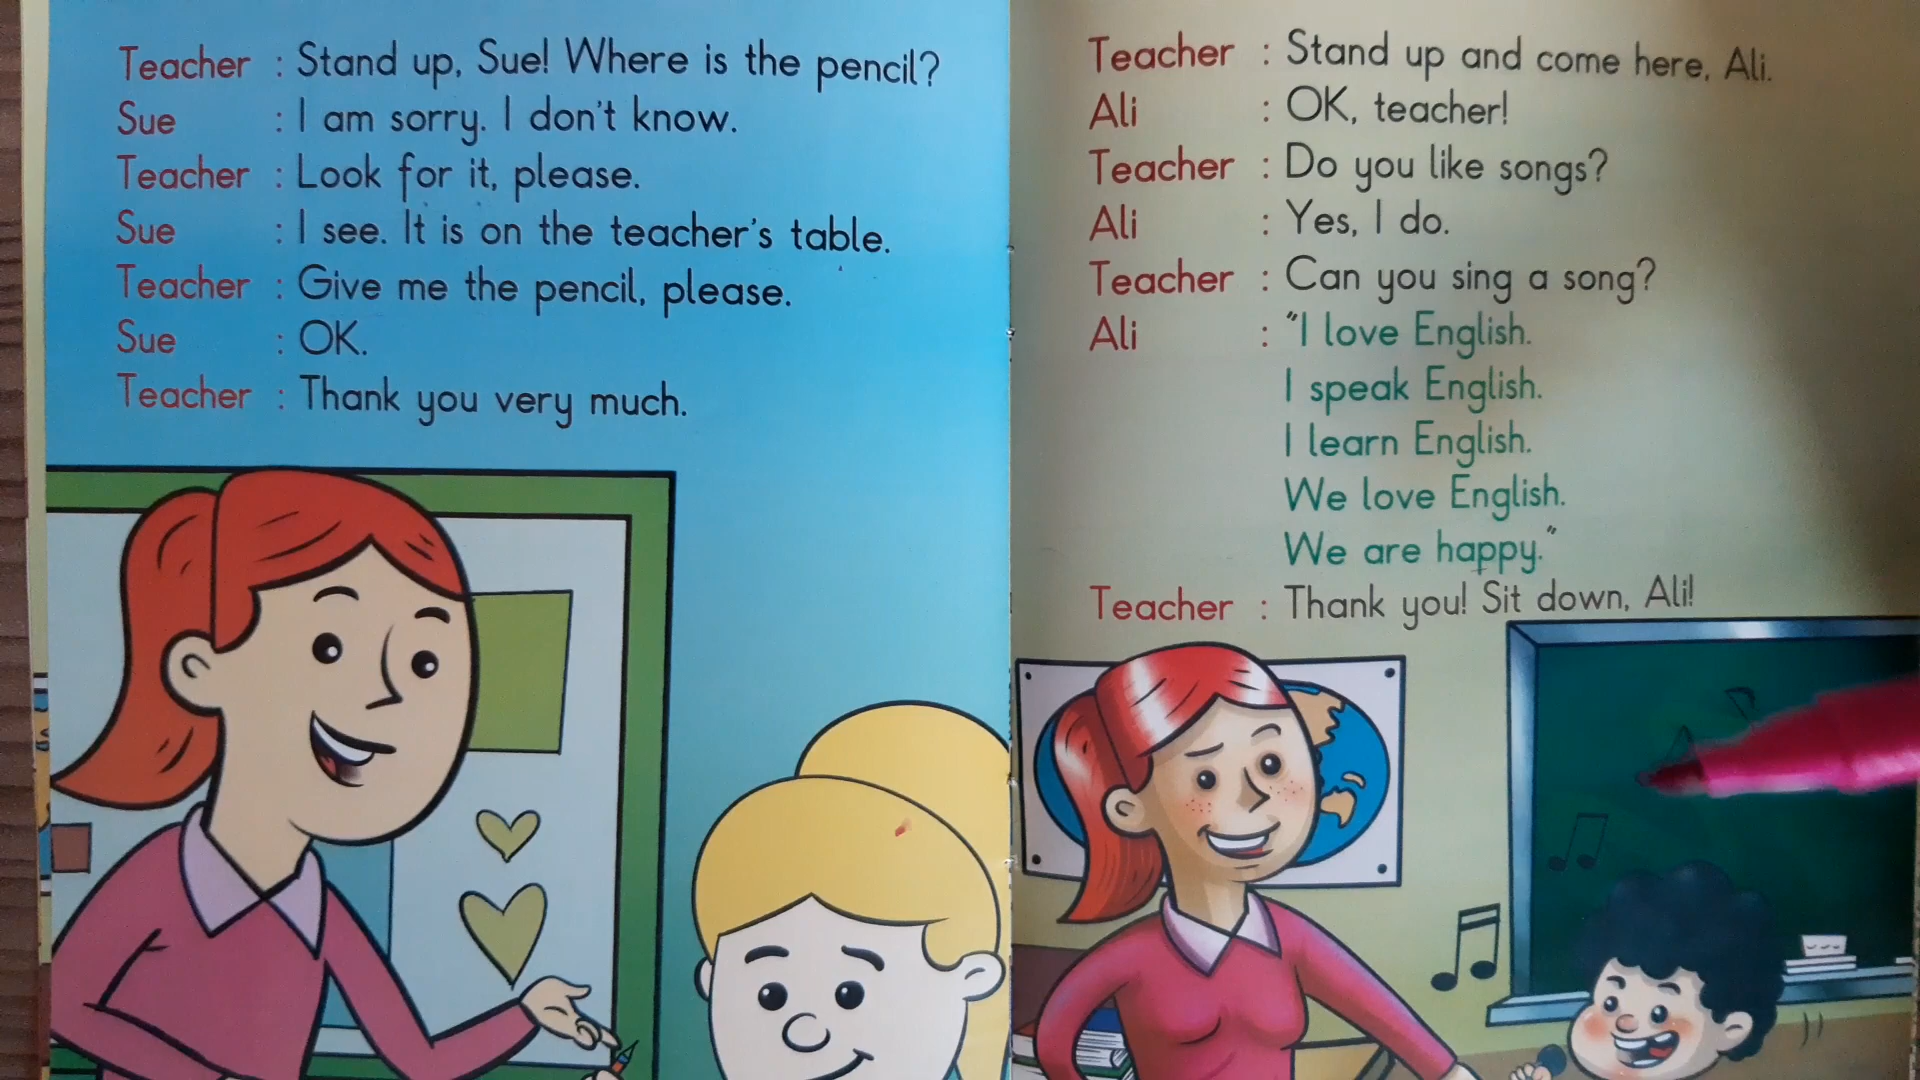 Teacher : Stand up, Sue! Where is the pencil?
Sue : I am sorry. I don't know.
Teacher : Look for it, please.
Sue : I see. It is on the teacher's table.
Teacher : Give me the pencil, please.
Sue : OK.
Teacher : Thank you very much.
Teacher : Stand up and come here, Ali.
Ali : OK, teacher!
Teacher : Do you like songs?
Ali : Yes, I do.
Teacher : Can you sing a song?
Ali : "I love English.
I speak English.
I learn English.
We love English.
We are happy."
Teacher : Thank you! Sit down, Ali!